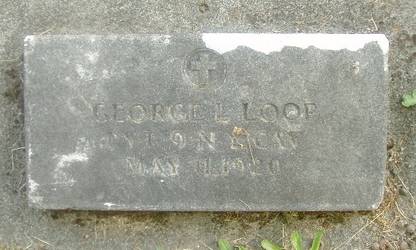 GEORGE L LOOP
PVT 9 N Y CAV
MAY 11 1920